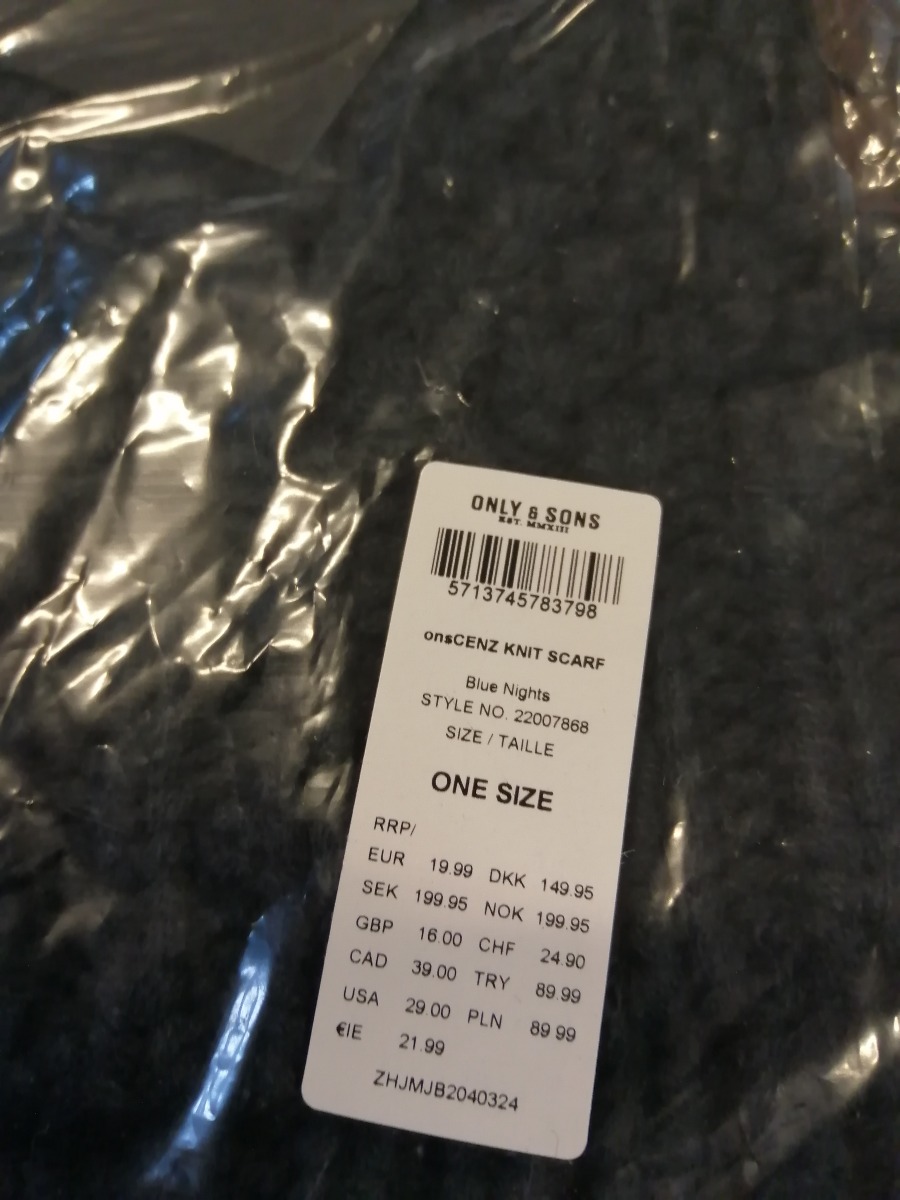 ONLY & SONS
EST. MMXIII
5713745783798
onsCENZ KNIT SCARF
Blue Nights
STYLE NO. 22007868
SIZE / TAILLE
ONE SIZE
RRP/
EUR 19.99 DKK 149.95
SEK 199.95 NOK 199.95
GBP 16.00 CHF 24.90
CAD 39.00 TRY 89.99
USA 29.00 PLN 89 99
€IE 21.99
ZHJMJB2040324